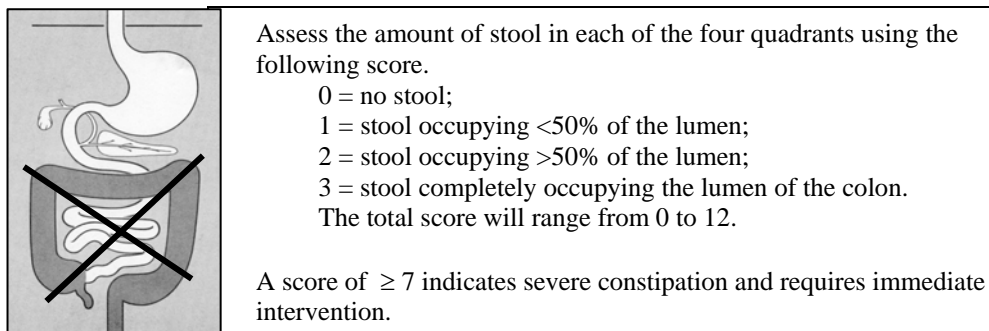 Assess the amount of stool in each of the four quadrants using the
following score.
0 = no stool;
1 = stool occupying <50% of the lumen;
2 = stool occupying >50% of the lumen;
3 = stool completely occupying the lumen of the colon.
The total score will range from 0 to 12.
A score of ≥ 7 indicates severe constipation and requires immediate
intervention.